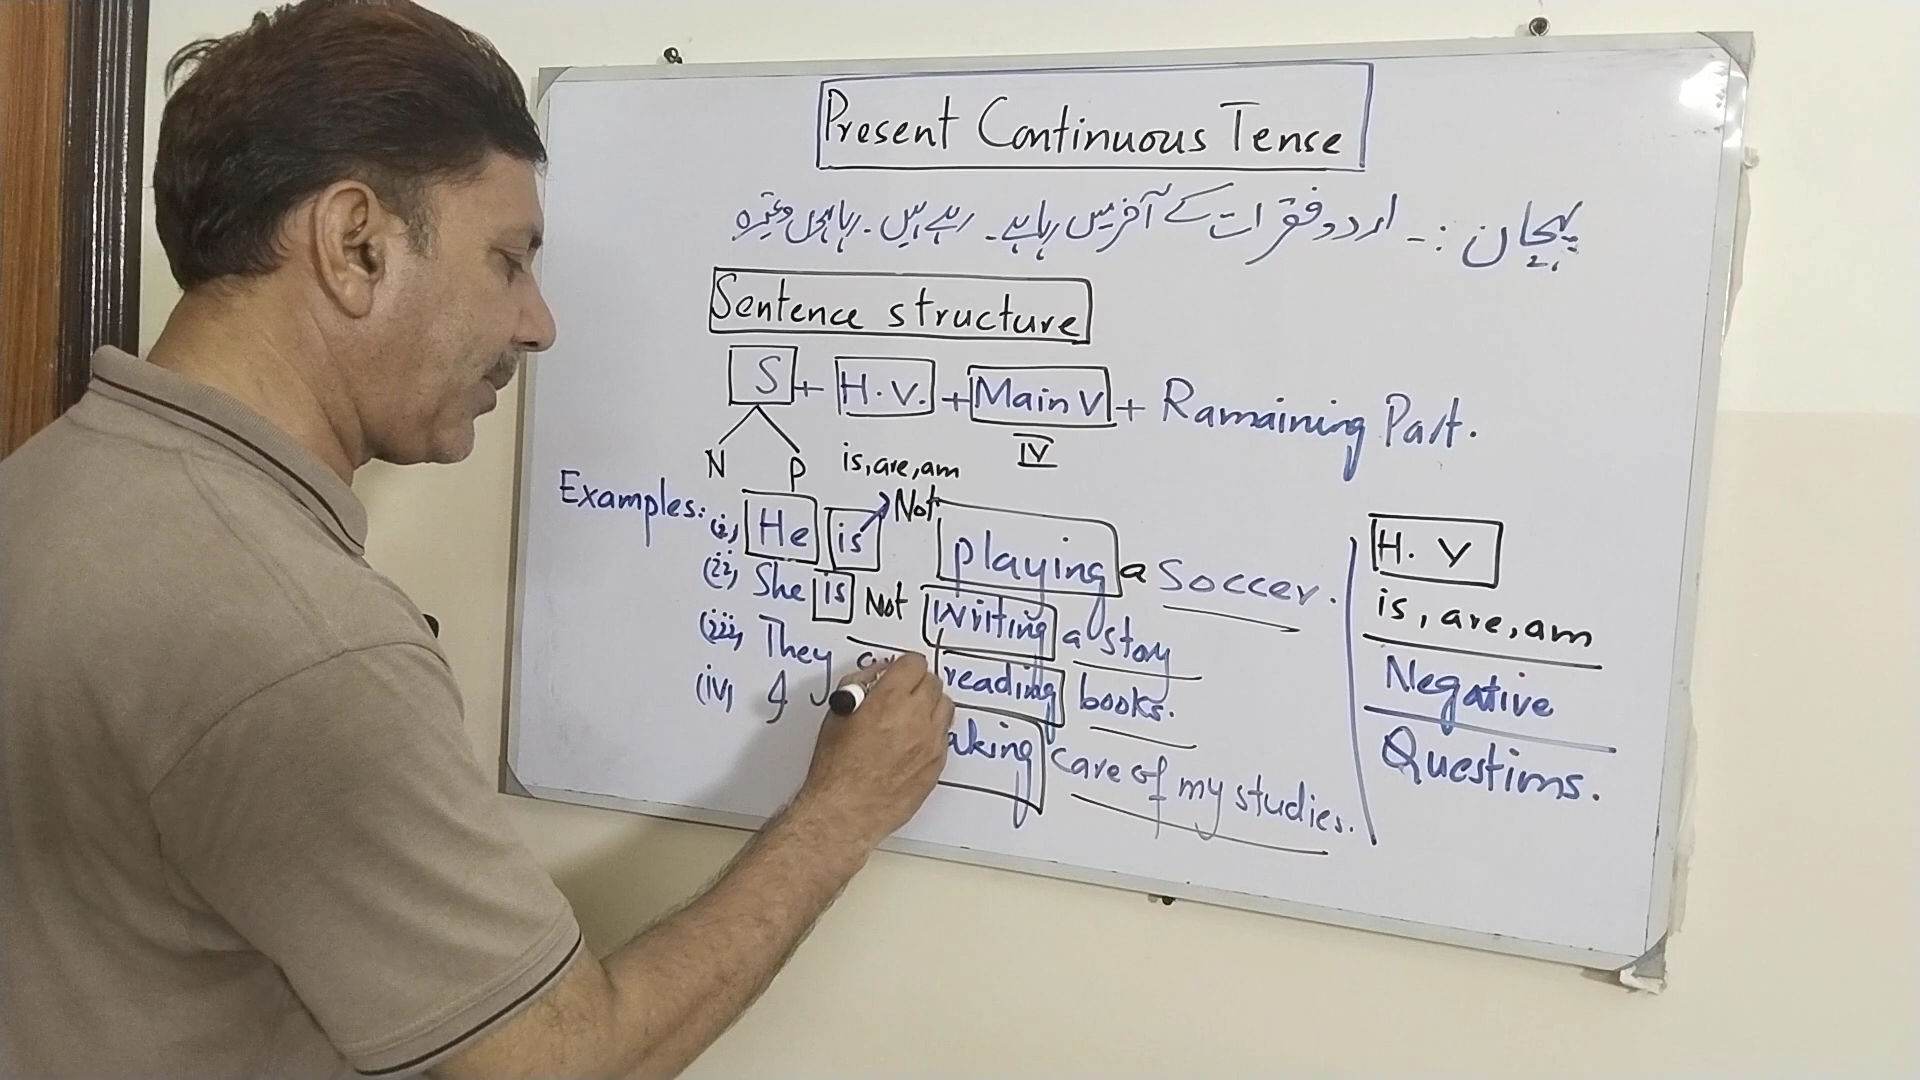 Present Continuous Tense
پہچان :- اردو فقرات کے آخر میں رہا ہے۔ رہے ہیں۔ رہا ہوں وغیرہ
Sentence structure
S + H.V. + Main V + Ramaining Part.
N P is, are, am IV
Examples: (i) He is Not playing a Soccer.
(ii) She is Not writing a story
(iii) They are reading books.
(iv) I aking care of my studies.
H. V
is, are, am
Negative
Questions.